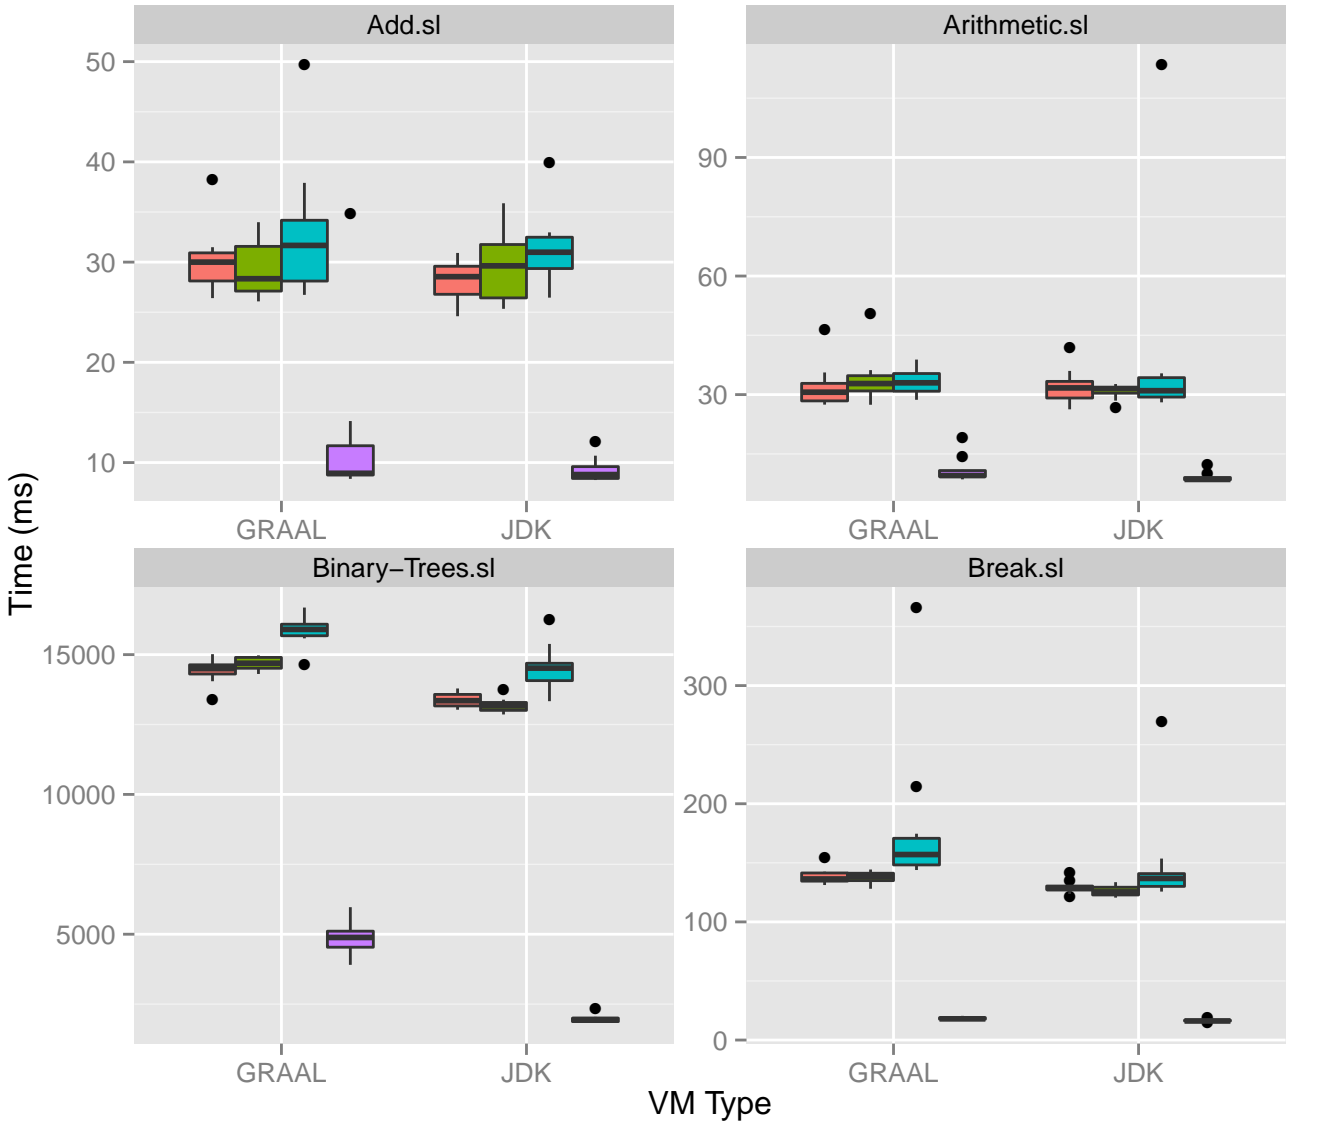 Add.sl
Arithmetic.sl
50
40
30
20
10
90
60
30
GRAAL
JDK
GRAAL
JDK
Time (ms)
Binary−Trees.sl
Break.sl
15000
10000
5000
300
200
100
0
GRAAL
JDK
GRAAL
JDK
VM Type